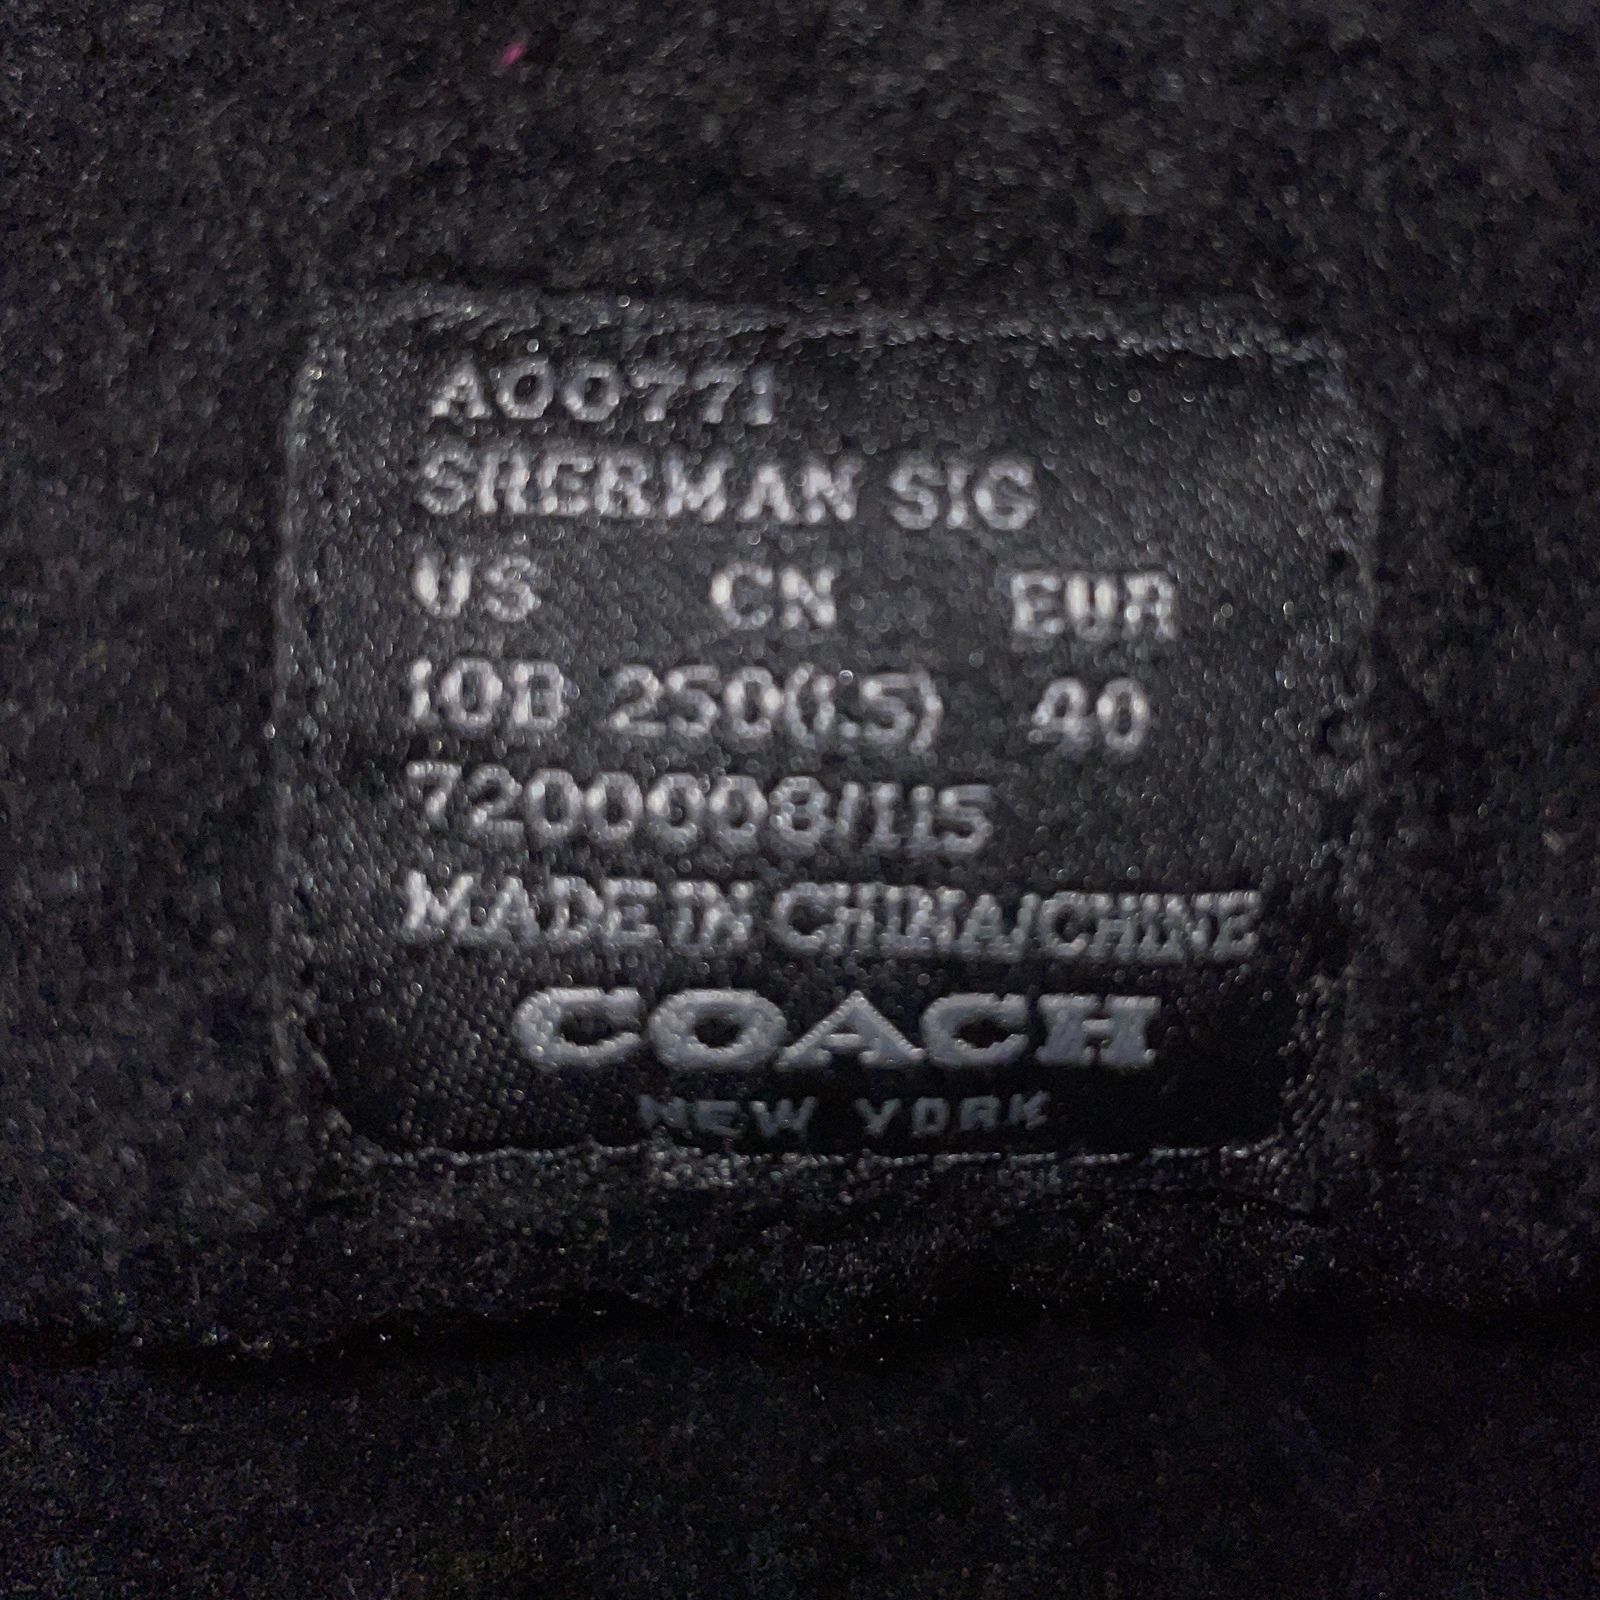 A00771
SHERMAN SIG
US CN EUR
10B 250(1.5) 40
7200008/115
MADE IN CHINA/CHINE
COACH
NEW YORK